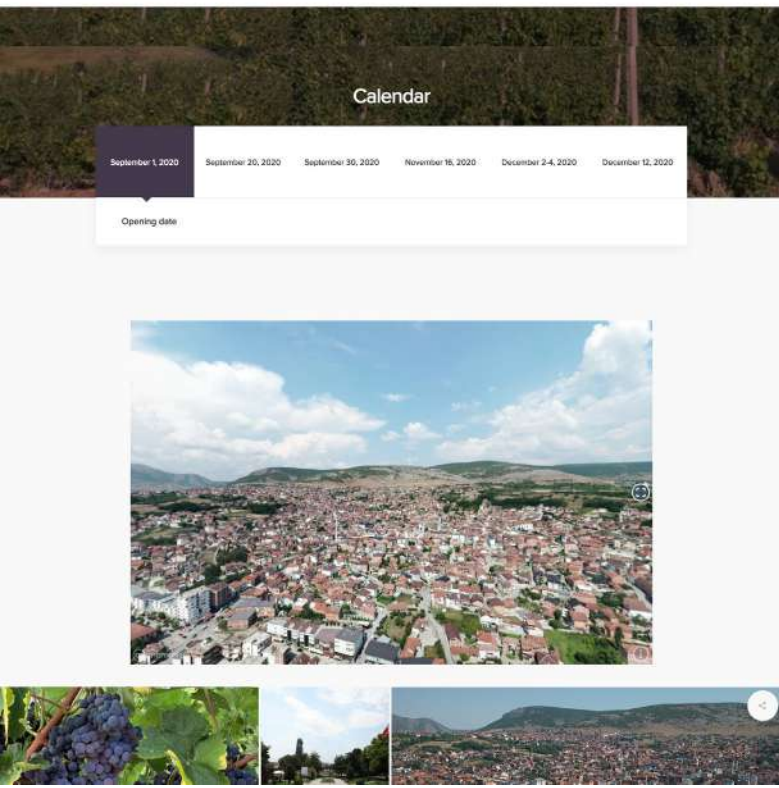 Calendar
September 1, 2020
September 20, 2020
September 30, 2020
November 16, 2020
December 2-4, 2020
December 12, 2020
Opening date